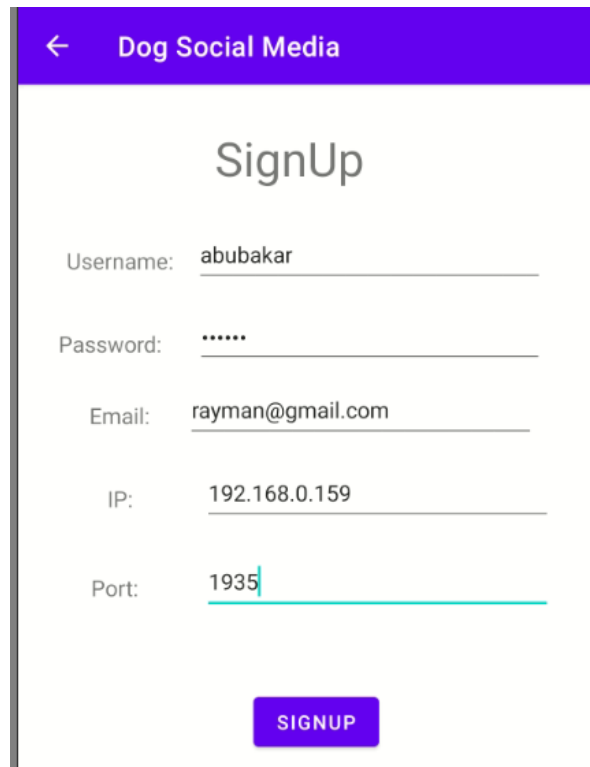 Dog Social Media
SignUp
Username: abubakar
Password: ••••••
Email: rayman@gmail.com
IP: 192.168.0.159
Port: 1935
SIGNUP